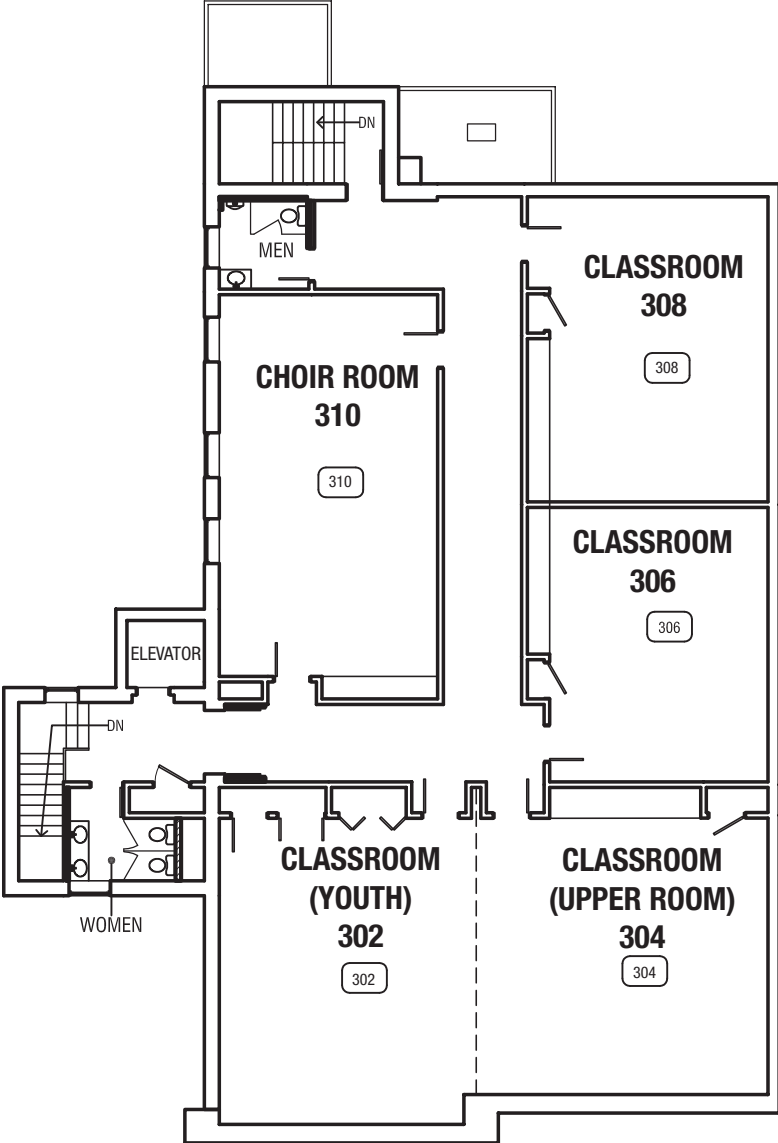 DN
MEN
CLASSROOM
308
308
CHOIR ROOM
310
310
CLASSROOM
306
306
ELEVATOR
DN
WOMEN
CLASSROOM
(YOUTH)
302
302
CLASSROOM
(UPPER ROOM)
304
304